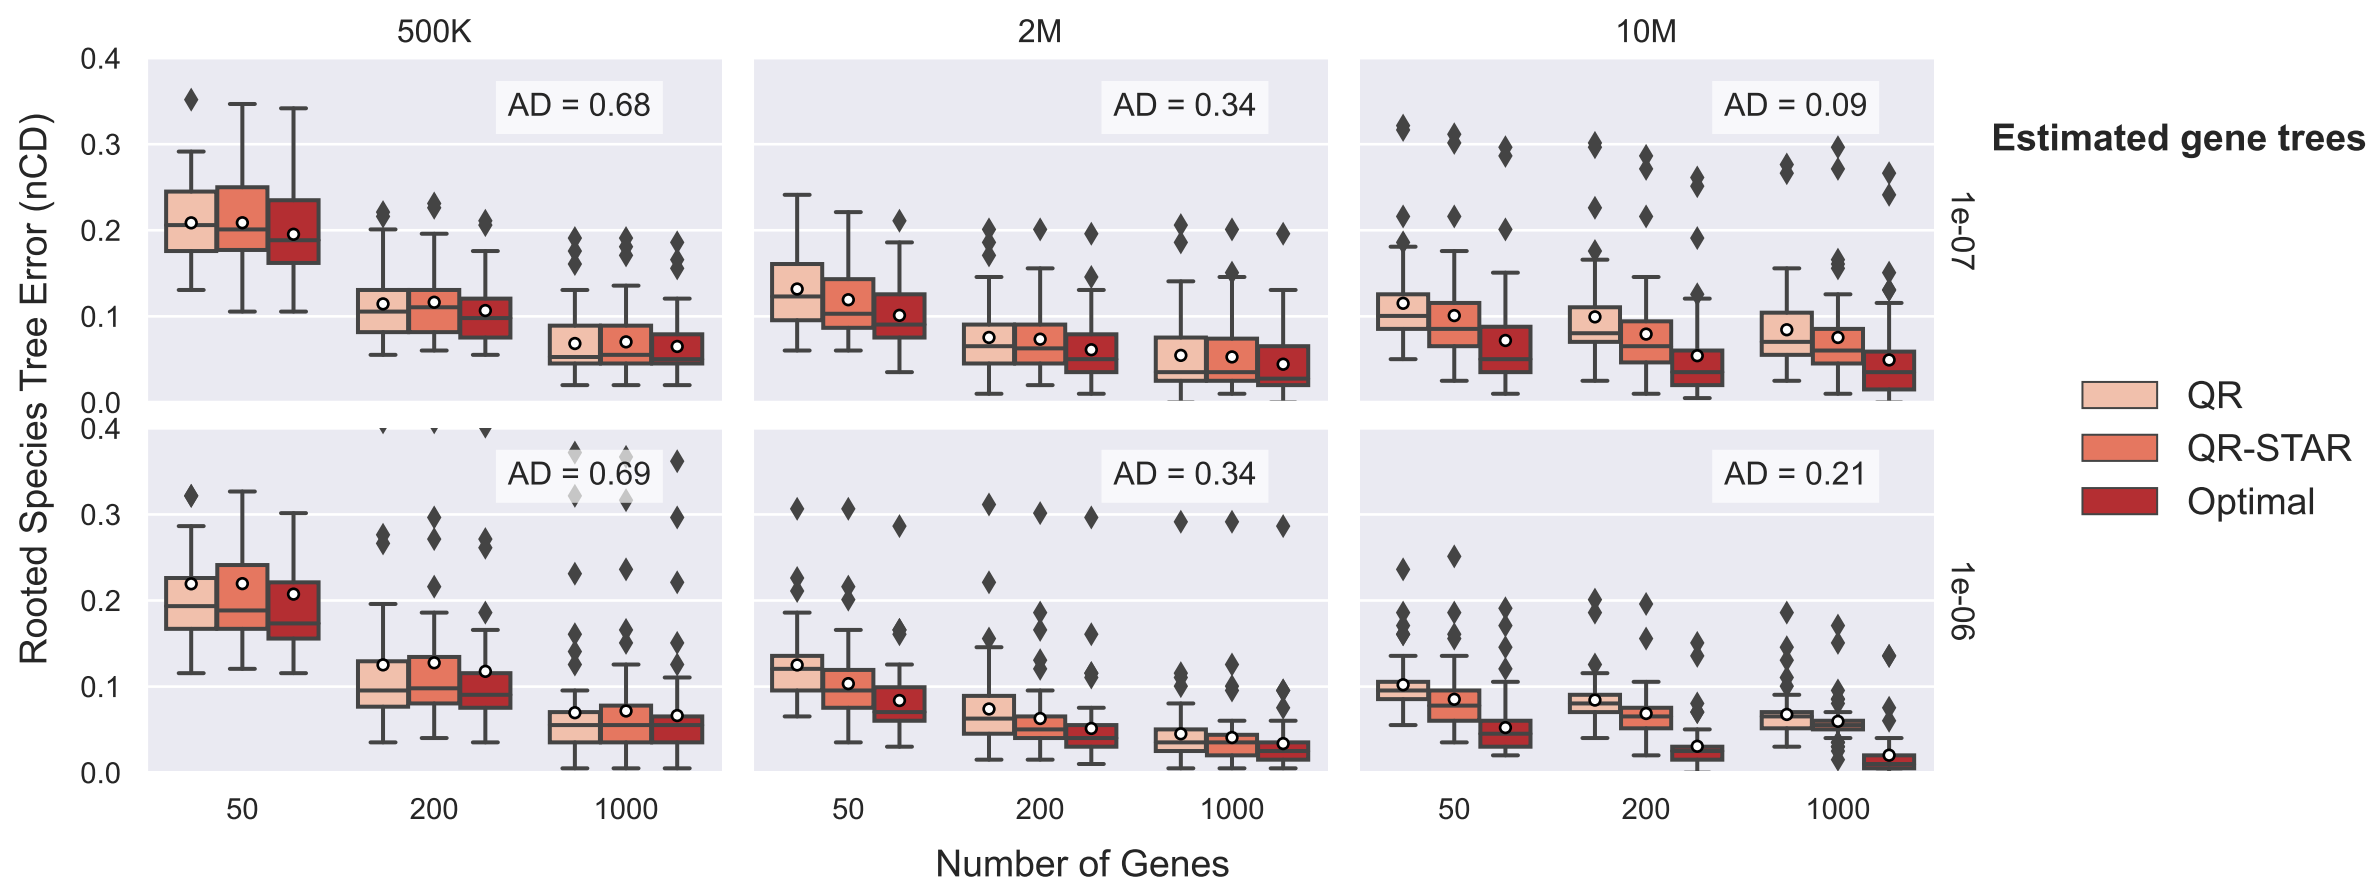 500K 2M 10M
Rooted Species Tree Error (nCD)
0.4
0.3
0.2
0.1
0.0
AD = 0.68
AD = 0.34
AD = 0.09
1e-07
0.4
0.3
0.2
0.1
0.0
AD = 0.69
AD = 0.34
AD = 0.21
1e-06
50 200 1000
50 200 1000
50 200 1000
Number of Genes
Estimated gene trees
QR
QR-STAR
Optimal